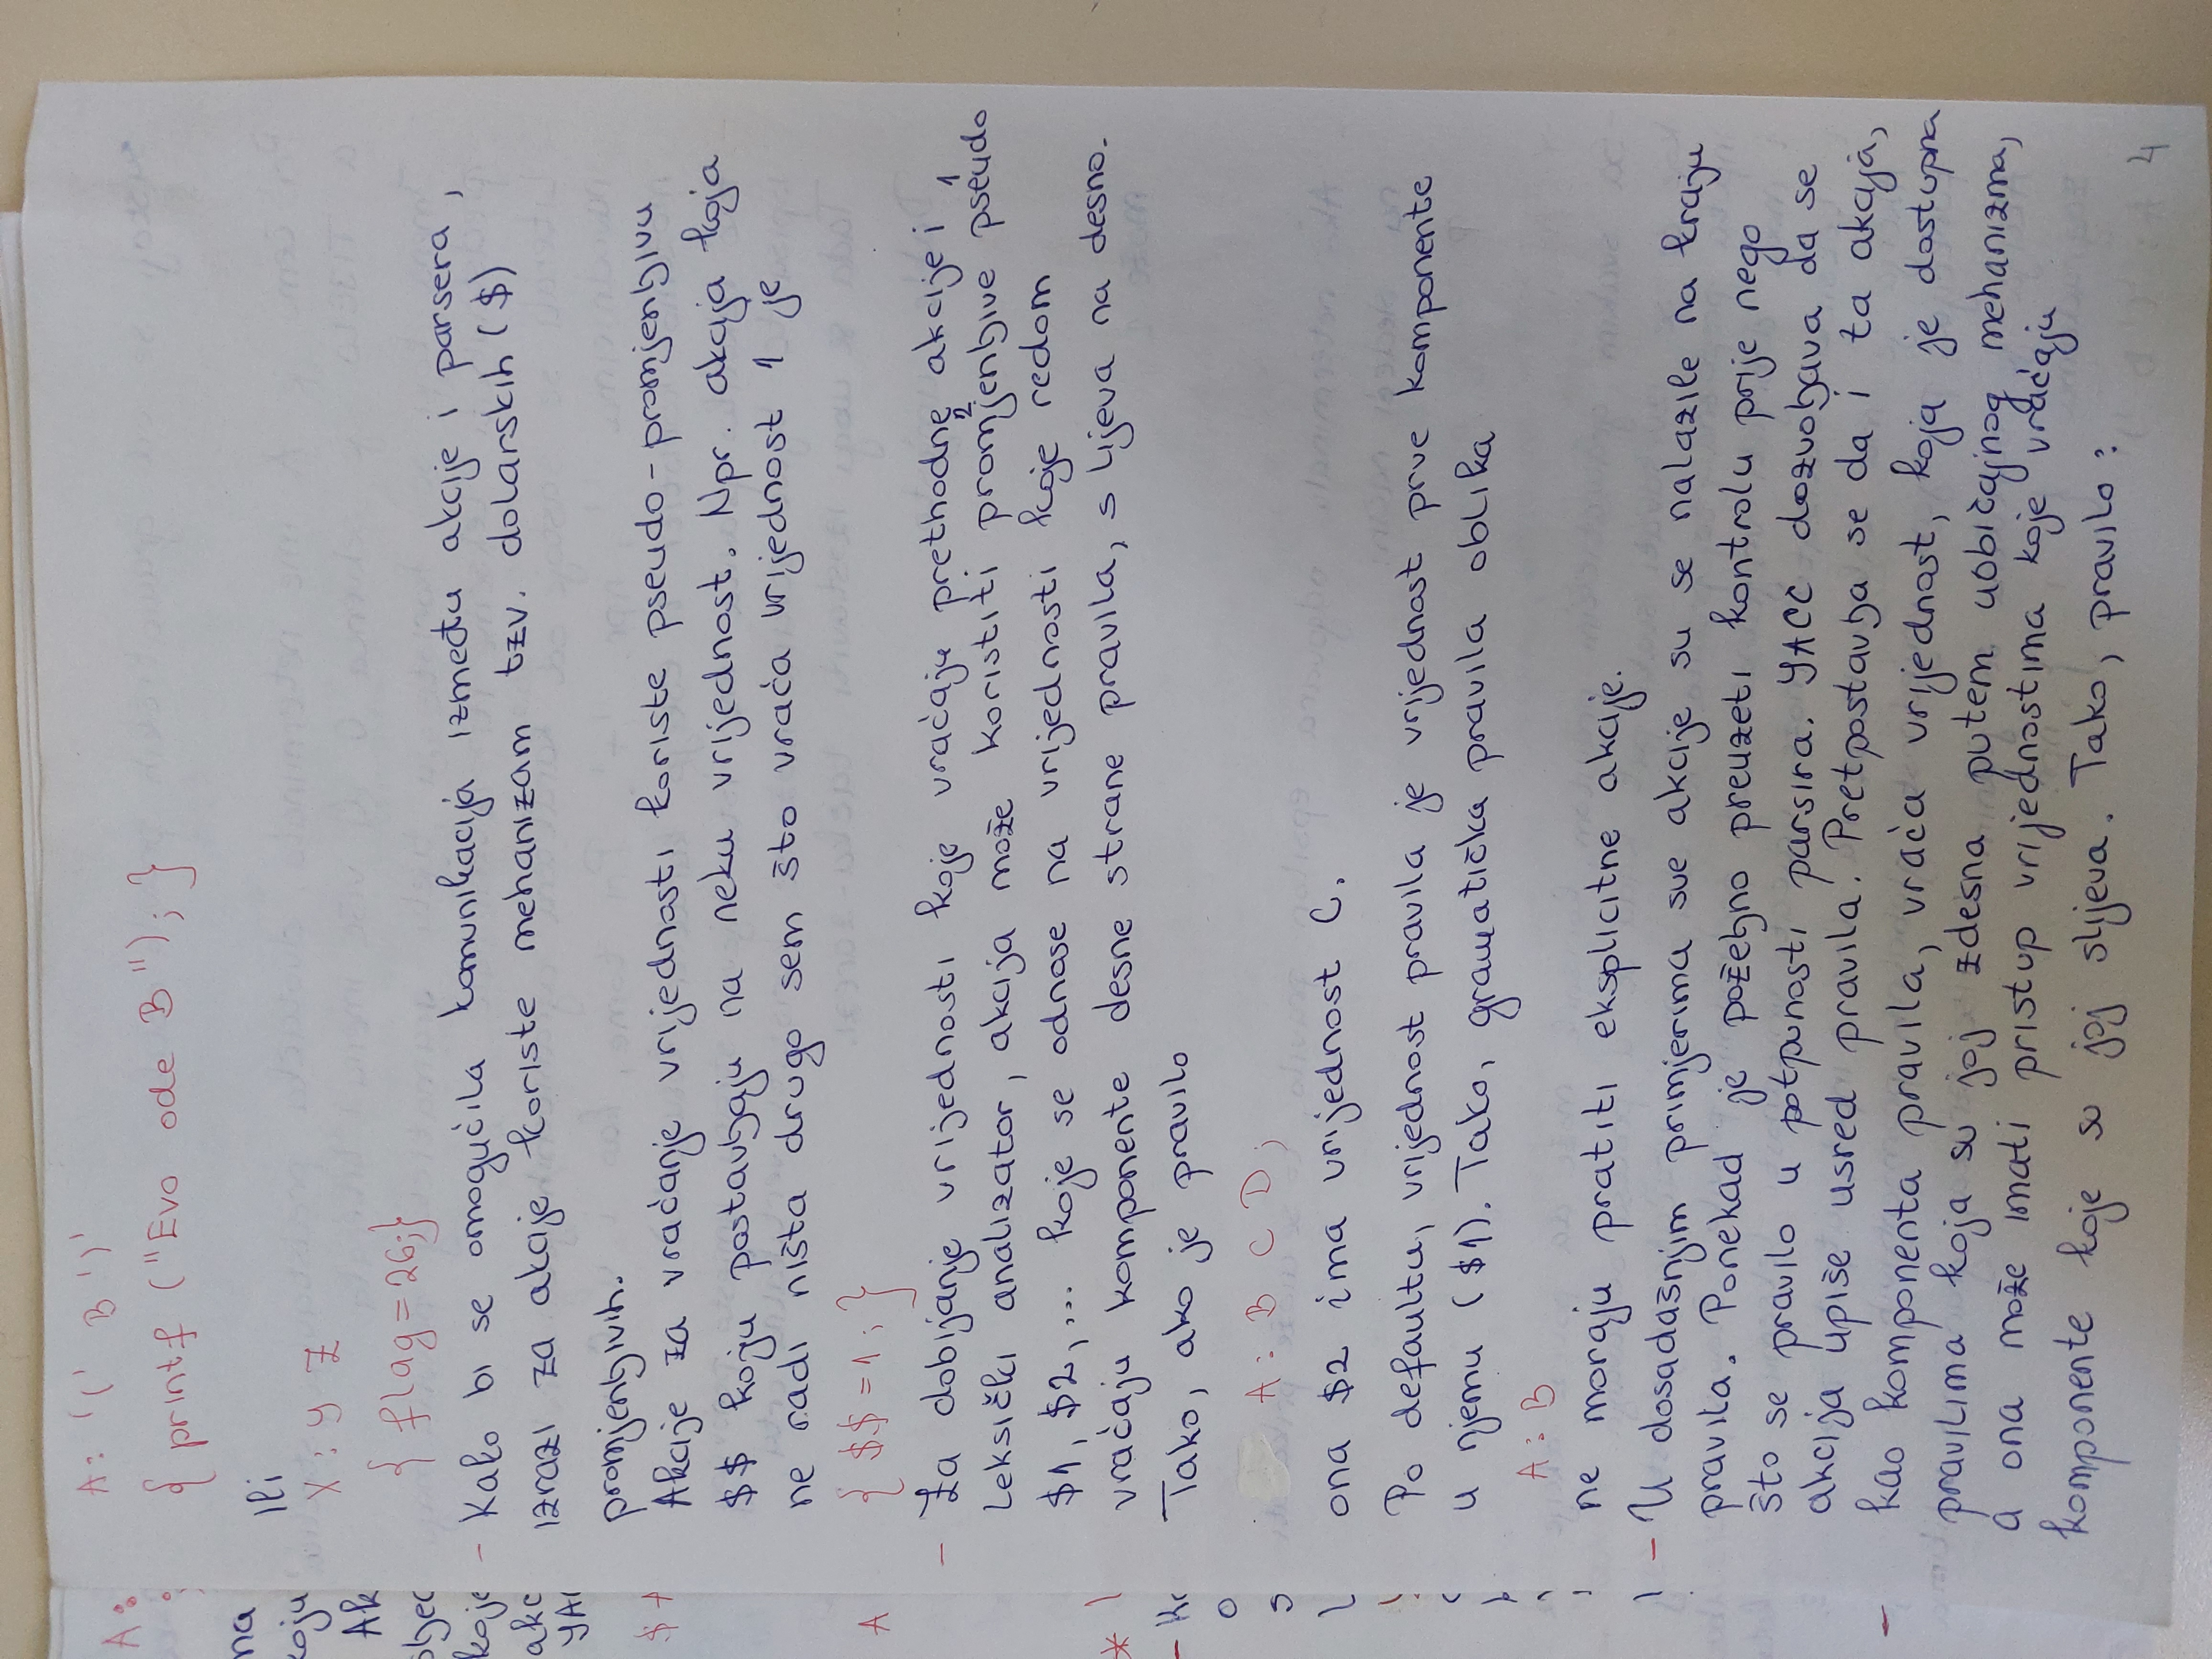 A: '(' B ')'
{ printf ("Evo ode B"); }
Ili
X: Y Z
{ flag=26;}
- Kako bi se omogućila komunikacija između akcije i parsera,
izrazi za akcije koriste mehanizam tzv. dolarskih ($)
promjenljivih.
Akcije za vraćanje vrijednosti koriste pseudo-promjenljivu
$$ koju postavljaju na neku vrijednost. Npr. akcija koja
ne radi ništa drugo sem što vraća vrijednost 1 je
{ $$=1; }
- Za dobijanje vrijednosti koje vraćaju prethodne akcije i
1
2
leksički analizator, akcija može koristiti promjenljive pseudo
$1, $2,... koje se odnose na vrijednosti koje redom
vraćaju komponente desne strane pravila, s lijeva na desno.
Tako, ako je pravilo
A: B C D;
ona $2 ima vrijednost C.
Po defaultu, vrijednost pravila je vrijednost prve komponente
u njemu ($1). Tako, gramatička pravila oblika
A: B
ne moraju pratiti eksplicitne akcije.
- U dosadašnjim primjerima sve akcije su se nalazile na kraju
pravila. Ponekad je poželjno preuzeti kontrolu prije nego
što se pravilo u potpunosti parsira. YACC dozvoljava da se
akcija upiše usred pravila. Pretpostavlja se da i ta akcija,
kao komponenta pravila, vraća vrijednost, koja je dostupna
pravilima koja su joj zdesna putem uobičajnog mehanizma,
a ona može imati pristup vrijednostima koje vraćaju
komponente koje su joj slijeva. Tako, pravilo:
4
A:
na
koju
Ak
koje
akc
YA
$
A
*
-
o
s